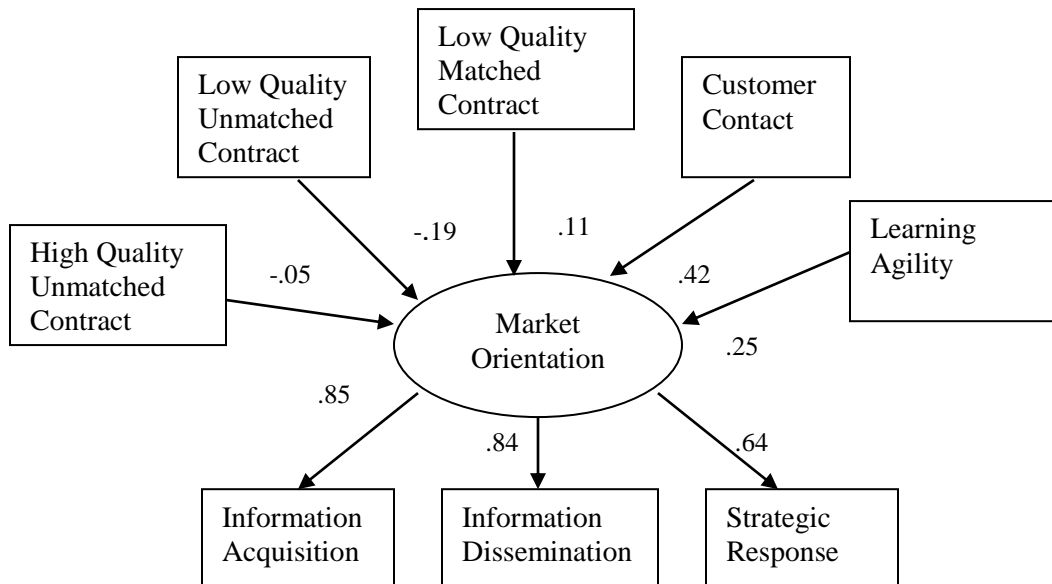 Low Quality
Matched
Contract
Low Quality
Unmatched
Contract
Customer
Contact
High Quality
Unmatched
Contract
Learning
Agility
-.05
-.19
.11
.42
.25
Market
Orientation
.85
.84
.64
Information
Acquisition
Information
Dissemination
Strategic
Response